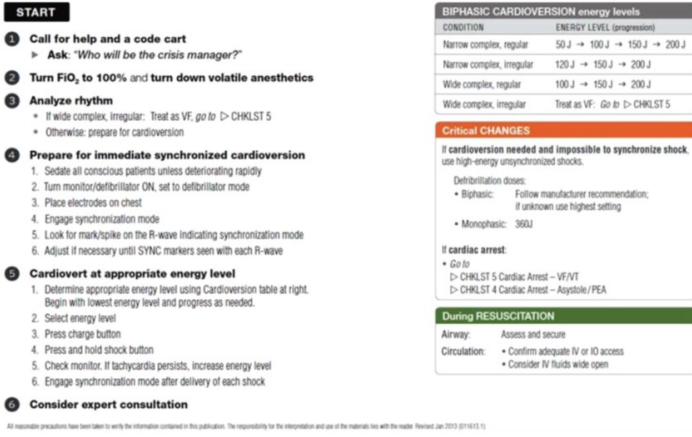 START
1 Call for help and a code cart
▶ Ask: "Who will be the crisis manager?"
2 Turn FiO₂ to 100% and turn down volatile anesthetics
3 Analyze rhythm
• If wide complex, irregular: Treat as VF, go to ▷ CHKLST 5
• Otherwise: prepare for cardioversion
4 Prepare for immediate synchronized cardioversion
1. Sedate all conscious patients unless deteriorating rapidly
2. Turn monitor/defibrillator ON, set to defibrillator mode
3. Place electrodes on chest
4. Engage synchronization mode
5. Look for mark/spike on the R-wave indicating synchronization mode
6. Adjust if necessary until SYNC markers seen with each R-wave
5 Cardiovert at appropriate energy level
1. Determine appropriate energy level using Cardioversion table at right.
Begin with lowest energy level and progress as needed.
2. Select energy level
3. Press charge button
4. Press and hold shock button
5. Check monitor. If tachycardia persists, increase energy level
6. Engage synchronization mode after delivery of each shock
6 Consider expert consultation
BIPHASIC CARDIOVERSION energy levels
CONDITION ENERGY LEVEL (progression)
Narrow complex, regular 50 J → 100 J → 150 J → 200 J
Narrow complex, irregular 120 J → 150 J → 200 J
Wide complex, regular 100 J → 150 J → 200 J
Wide complex, irregular Treat as VF: Go to ▷ CHKLST 5
Critical CHANGES
If cardioversion needed and impossible to synchronize shock,
use high-energy unsynchronized shocks.
Defibrillation doses:
• Biphasic: Follow manufacturer recommendation;
if unknown use highest setting
• Monophasic: 360J
If cardiac arrest:
• Go to
▷ CHKLST 5 Cardiac Arrest – VF/VT
▷ CHKLST 4 Cardiac Arrest – Asystole/PEA
During RESUSCITATION
Airway: Assess and secure
Circulation: • Confirm adequate IV or IO access
• Consider IV fluids wide open
All reasonable precautions have been taken to verify the information contained in this publication. The responsibility for the interpretation and use of the materials lies with the reader. Revised Jan 2013 (011613.1)